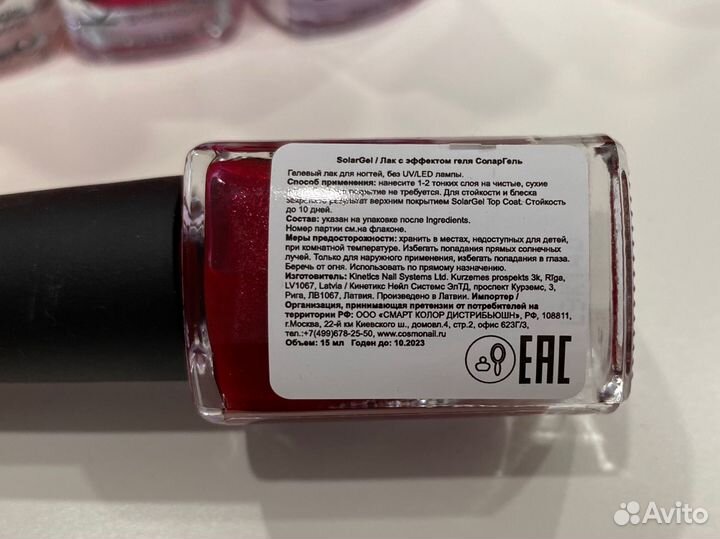 SolarGel / Лак с эффектом геля СоларГель
Гелевый лак для ногтей, без UV/LED лампы.
Способ применения: нанесите 1-2 тонких слоя на чистые, сухие
покрытие не требуется. Для стойкости и блеска
результат верхним покрытием SolarGel Top Coat. Стойкость
до 10 дней.
Состав: указан на упаковке после Ingredients.
Номер партии см.на флаконе.
Меры предосторожности: хранить в местах, недоступных для детей,
при комнатной температуре. Избегать попадания прямых солнечных
лучей. Только для наружного применения, избегать попадания в глаза.
Беречь от огня. Использовать по прямому назначению.
Изготовитель: Kinetics Nail Systems Ltd. Kurzemes prospekts 3k, Rīga,
LV1067, Latvia / Кинетикс Нейл Системс ЭлТД, проспект Курземс, 3,
Рига, ЛВ1067, Латвия. Произведено в Латвии. Импортер /
Организация, принимающая претензии от потребителей на
территории РФ: ООО «СМАРТ КОЛОР ДИСТРИБЬЮШН», РФ, 108811,
г.Москва, 22-й км Киевского ш., домовл.4, стр.2, офис 623Г/3,
тел.:+7(499)678-25-50, www.cosmonail.ru
Объем: 15 мл Годен до: 10.2023
EAC
Avito